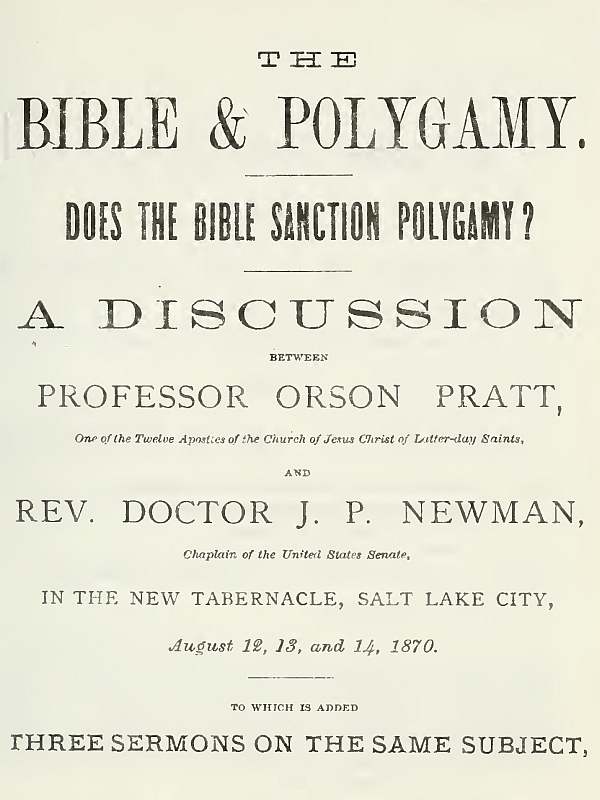 THE
BIBLE & POLYGAMY.
DOES THE BIBLE SANCTION POLYGAMY?
A DISCUSSION
BETWEEN
PROFESSOR ORSON PRATT,
One of the Twelve Apostles of the Church of Jesus Christ of Latter-day Saints,
AND
REV. DOCTOR J. P. NEWMAN,
Chaplain of the United States Senate,
IN THE NEW TABERNACLE, SALT LAKE CITY,
August 12, 13, and 14, 1870.
TO WHICH IS ADDED
THREE SERMONS ON THE SAME SUBJECT,